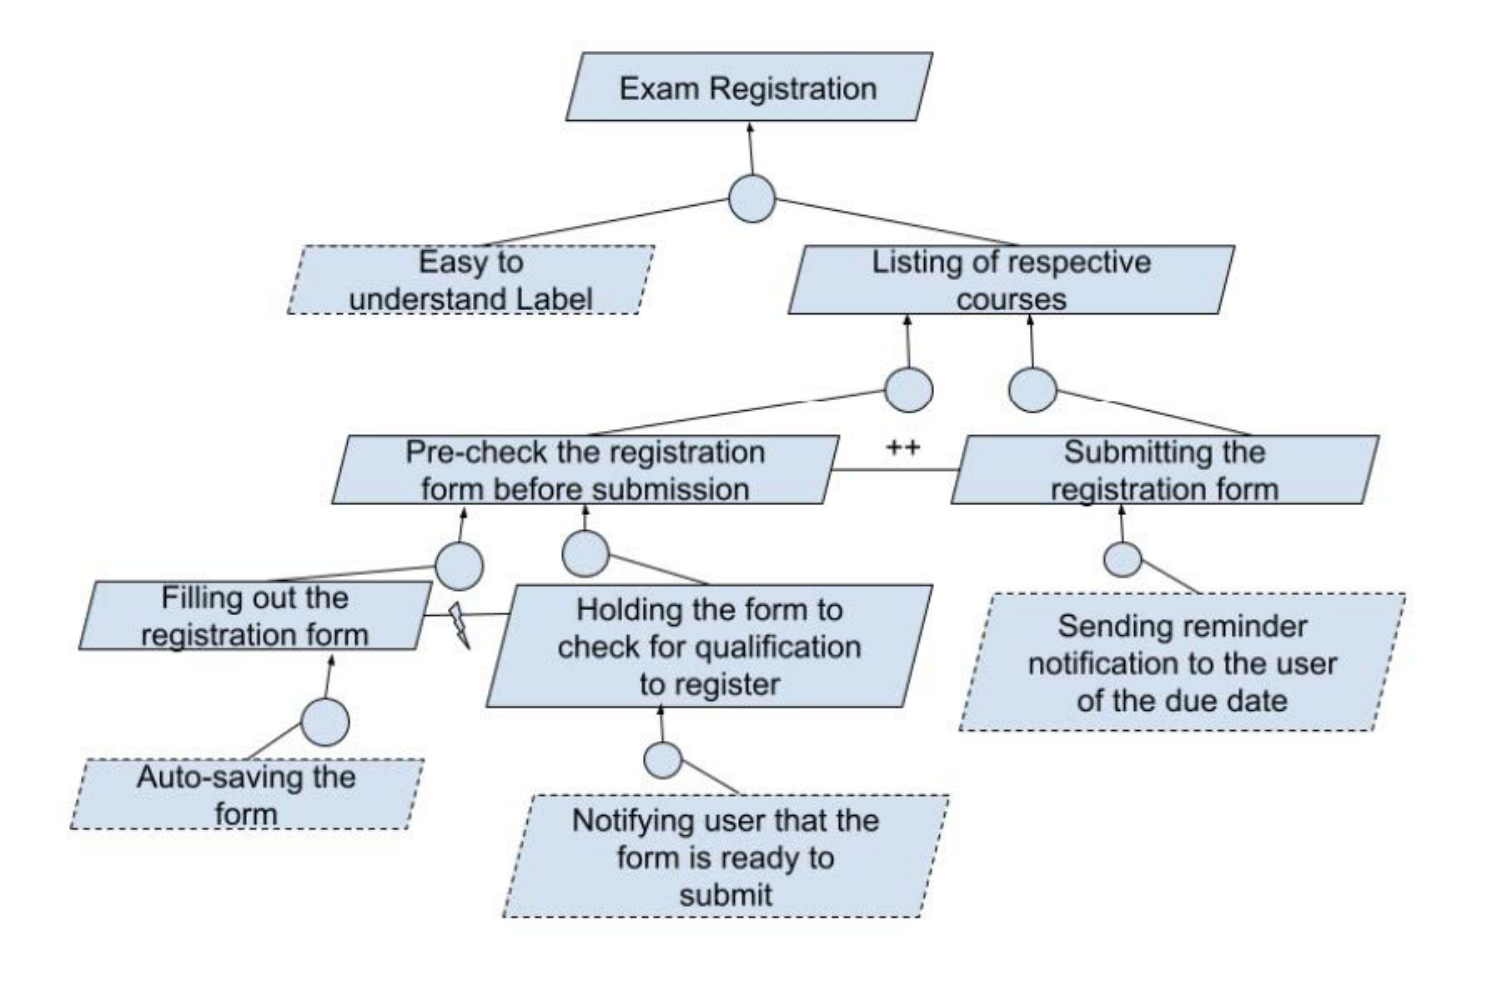 Exam Registration
Easy to
understand Label
Listing of respective
courses
Pre-check the registration
form before submission
++
Submitting the
registration form
Filling out the
registration form
Holding the form to
check for qualification
to register
Sending reminder
notification to the user
of the due date
Auto-saving the
form
Notifying user that the
form is ready to
submit